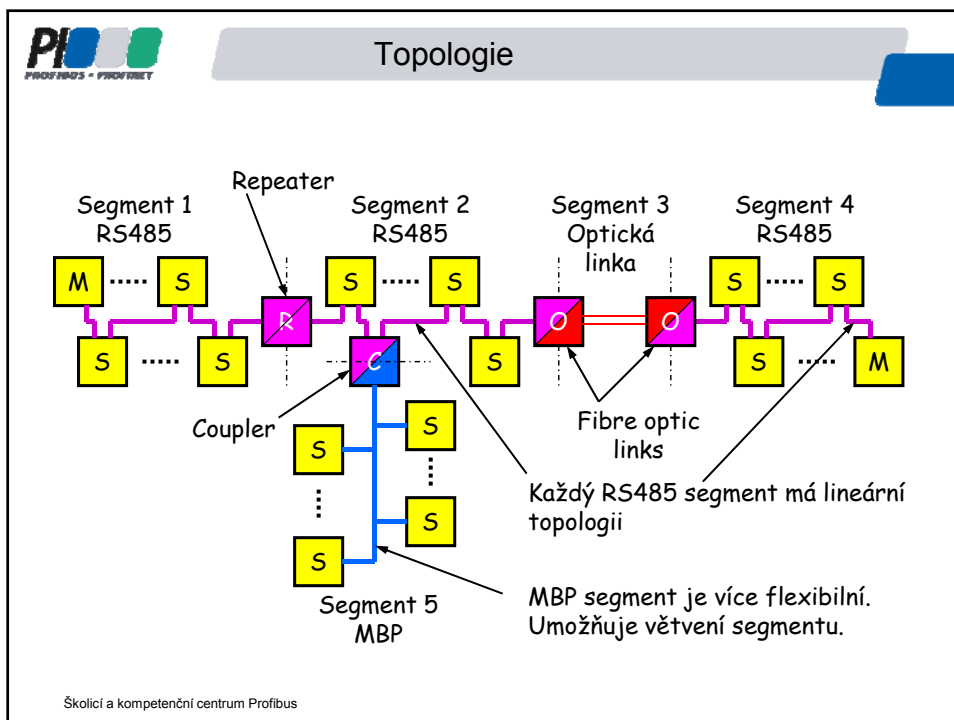 PI
PROFIBUS • PROFINET
Topologie
Repeater
Segment 1
RS485
Segment 2
RS485
Segment 3
Optická
linka
Segment 4
RS485
M ..... S
S ..... S
S ..... S
R
O
O
S
S ..... S
S ..... S
S
M
C
Coupler
Fibre optic
links
S
S
S
S
Každý RS485 segment má lineární
topologii
Segment 5
MBP
MBP segment je více flexibilní.
Umožňuje větvení segmentu.
Školicí a kompetenční centrum Profibus